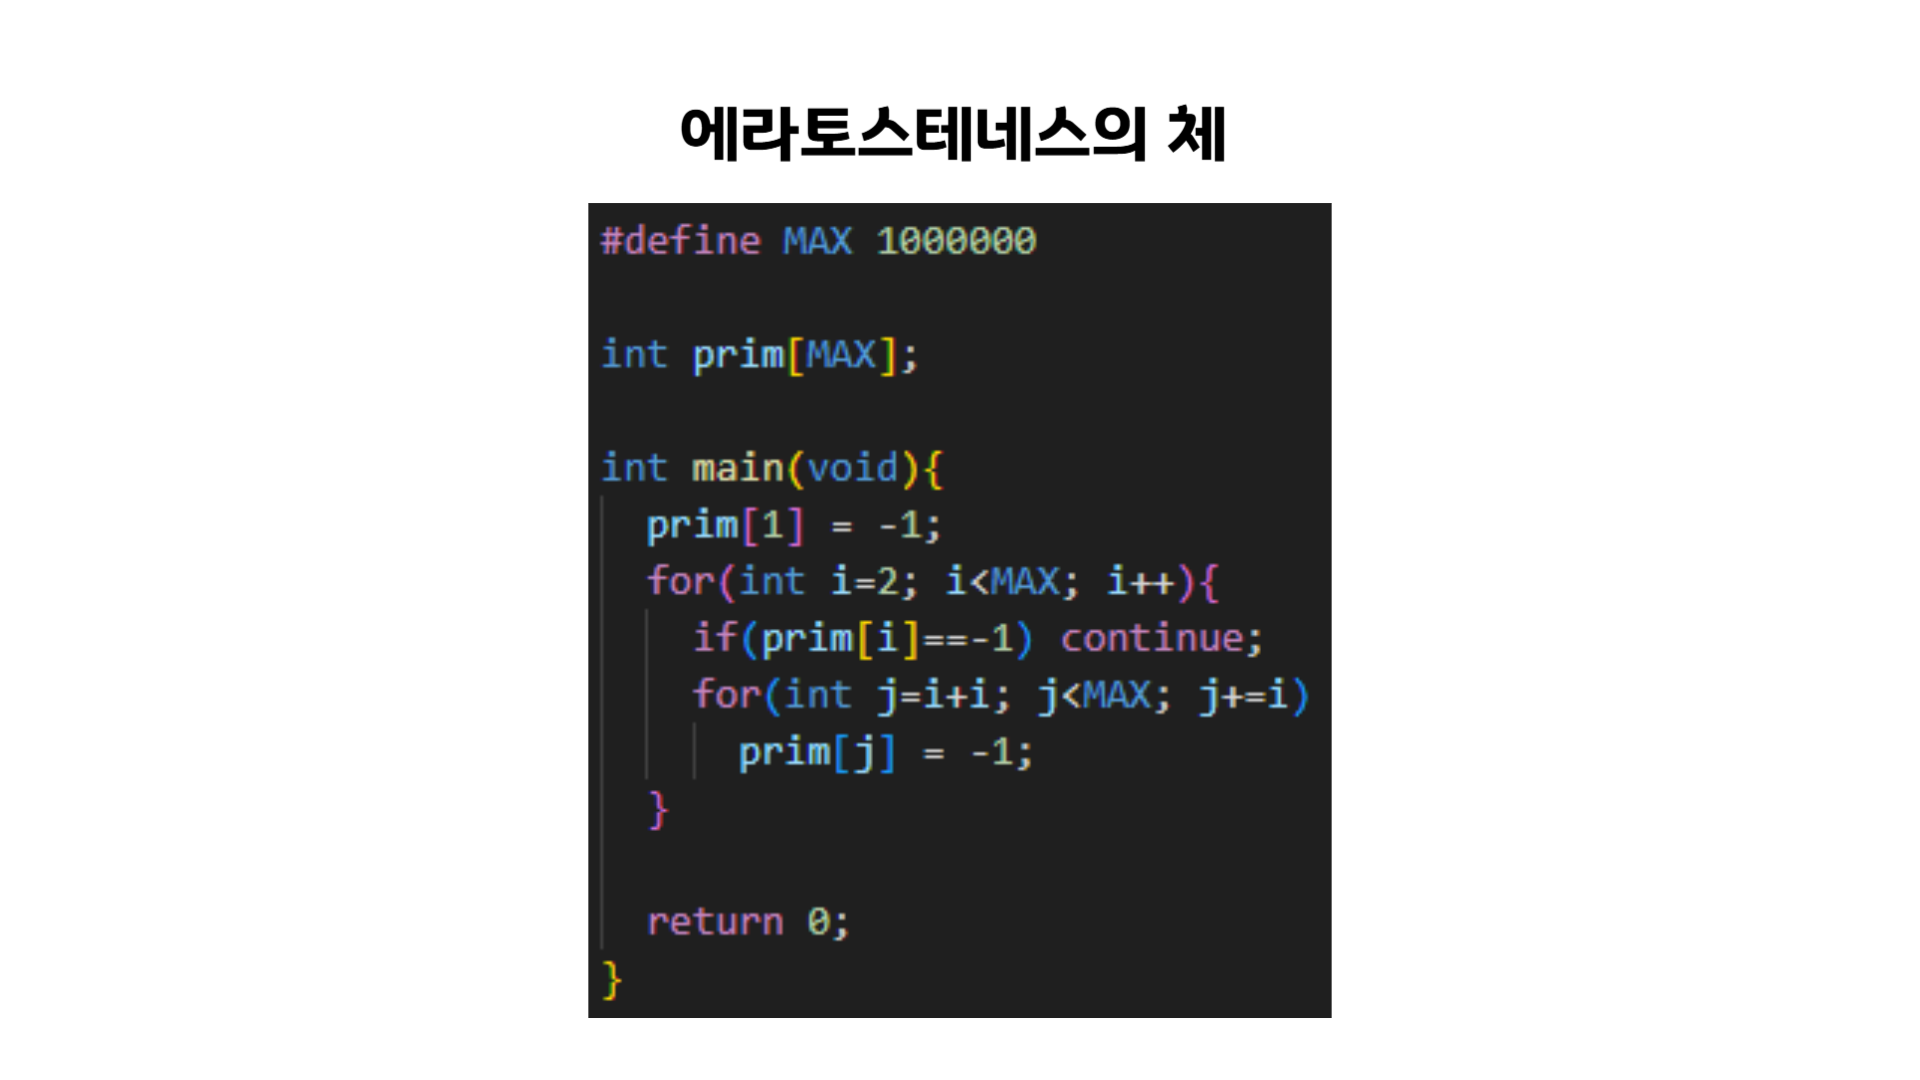 에라토스테네스의 체
#define MAX 1000000
int prim[MAX];
int main(void){
prim[1] = -1;
for(int i=2; i<MAX; i++){
if(prim[i]==-1) continue;
for(int j=i+i; j<MAX; j+=i)
prim[j] = -1;
}
return 0;
}